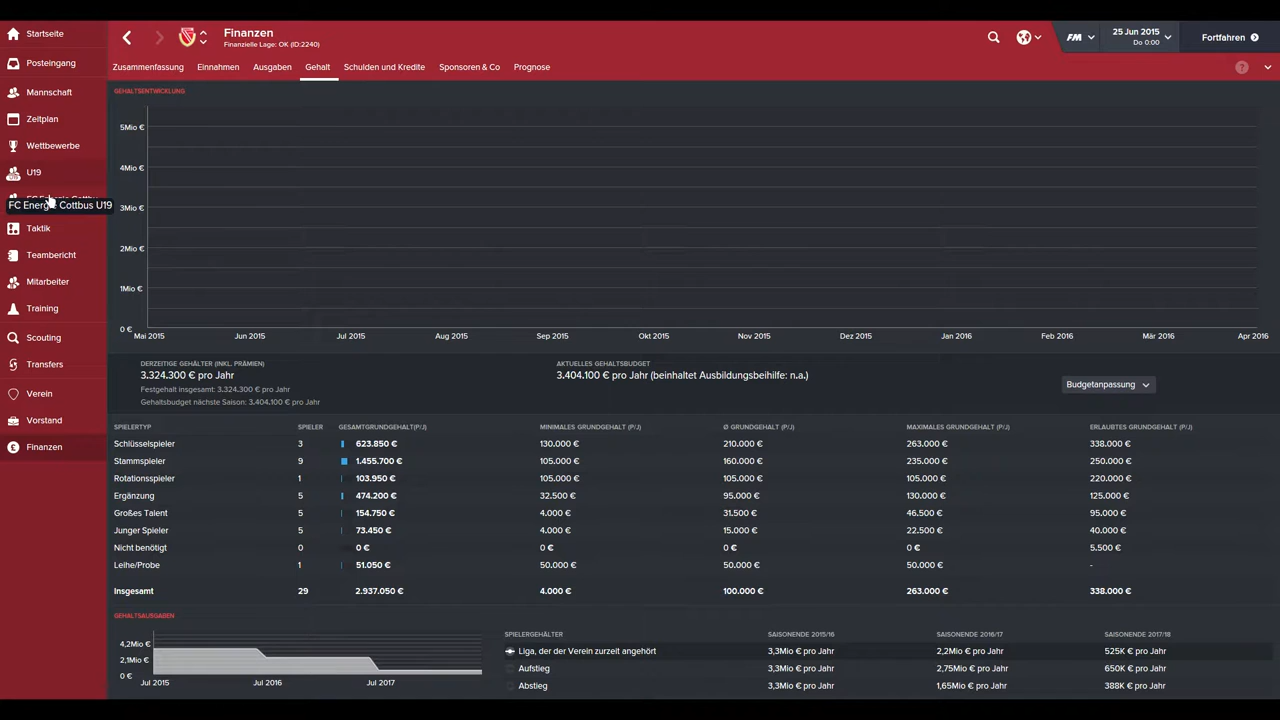 Startseite
Posteingang
Mannschaft
Zeitplan
Wettbewerbe
U19
FC Energie Cottbus U19
Taktik
Teambericht
Mitarbeiter
Training
Scouting
Transfers
Verein
Vorstand
Finanzen
Finanzen
Finanzielle Lage: OK (ID:2240)
FM
25 Jun 2015
Do 0:00
Fortfahren
Zusammenfassung Einnahmen Ausgaben Gehalt Schulden und Kredite Sponsoren & Co Prognose
?
GEHALTSENTWICKLUNG
5Mio €
4Mio €
3Mio €
2Mio €
1Mio €
0 €
Mai 2015 Jun 2015 Jul 2015 Aug 2015 Sep 2015 Okt 2015 Nov 2015 Dez 2015 Jan 2016 Feb 2016 Mär 2016 Apr 2016
DERZEITIGE GEHÄLTER (INKL. PRÄMIEN)
3.324.300 € pro Jahr
Festgehalt insgesamt: 3.324.300 € pro Jahr
Gehaltsbudget nächste Saison: 3.404.100 € pro Jahr
AKTUELLES GEHALTSBUDGET
3.404.100 € pro Jahr (beinhaltet Ausbildungsbeihilfe: n.a.)
Budgetanpassung
SPIELERTYP SPIELER GESAMTGRUNDGEHALT(P/J) MINIMALES GRUNDGEHALT (P/J) Ø GRUNDGEHALT (P/J) MAXIMALES GRUNDGEHALT (P/J) ERLAUBTES GRUNDGEHALT (P/J)
Schlüsselspieler 3 623.850 € 130.000 € 210.000 € 263.000 € 338.000 €
Stammspieler 9 1.455.700 € 105.000 € 160.000 € 235.000 € 250.000 €
Rotationsspieler 1 103.950 € 105.000 € 105.000 € 105.000 € 220.000 €
Ergänzung 5 474.200 € 32.500 € 95.000 € 130.000 € 125.000 €
Großes Talent 5 154.750 € 4.000 € 31.500 € 46.500 € 95.000 €
Junger Spieler 5 73.450 € 4.000 € 15.000 € 22.500 € 40.000 €
Nicht benötigt 0 0 € 0 € 0 € 0 € 5.500 €
Leihe/Probe 1 51.050 € 50.000 € 50.000 € 50.000 € -
Insgesamt 29 2.937.050 € 4.000 € 100.000 € 263.000 € 338.000 €
GEHALTSAUSGABEN
4,2Mio €
2,1Mio €
0 €
Jul 2015 Jul 2016 Jul 2017
SPIELERGEHÄLTER SAISONENDE 2015/16 SAISONENDE 2016/17 SAISONENDE 2017/18
Liga, der der Verein zurzeit angehört 3,3Mio € pro Jahr 2,2Mio € pro Jahr 525K € pro Jahr
Aufstieg 3,3Mio € pro Jahr 2,75Mio € pro Jahr 650K € pro Jahr
Abstieg 3,3Mio € pro Jahr 1,65Mio € pro Jahr 388K € pro Jahr